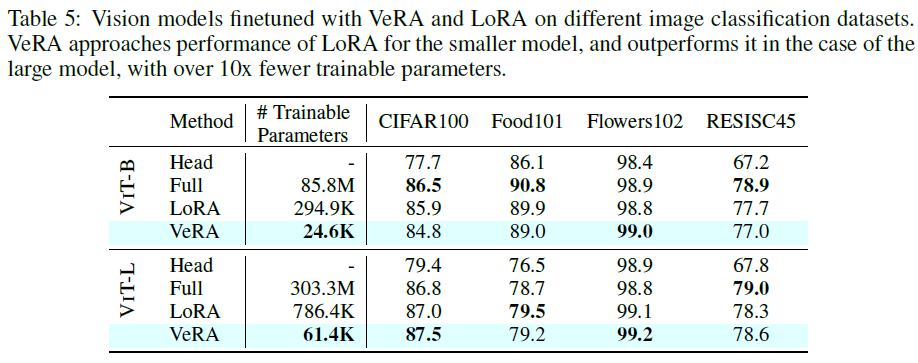 Table 5: Vision models finetuned with VeRA and LoRA on different image classification datasets.
VeRA approaches performance of LoRA for the smaller model, and outperforms it in the case of the
large model, with over 10x fewer trainable parameters.
Method # Trainable Parameters CIFAR100 Food101 Flowers102 RESISC45
ViT-B
Head - 77.7 86.1 98.4 67.2
Full 85.8M 86.5 90.8 98.9 78.9
LoRA 294.9K 85.9 89.9 98.8 77.7
VeRA 24.6K 84.8 89.0 99.0 77.0
ViT-L
Head - 79.4 76.5 98.9 67.8
Full 303.3M 86.8 78.7 98.8 79.0
LoRA 786.4K 87.0 79.5 99.1 78.3
VeRA 61.4K 87.5 79.2 99.2 78.6